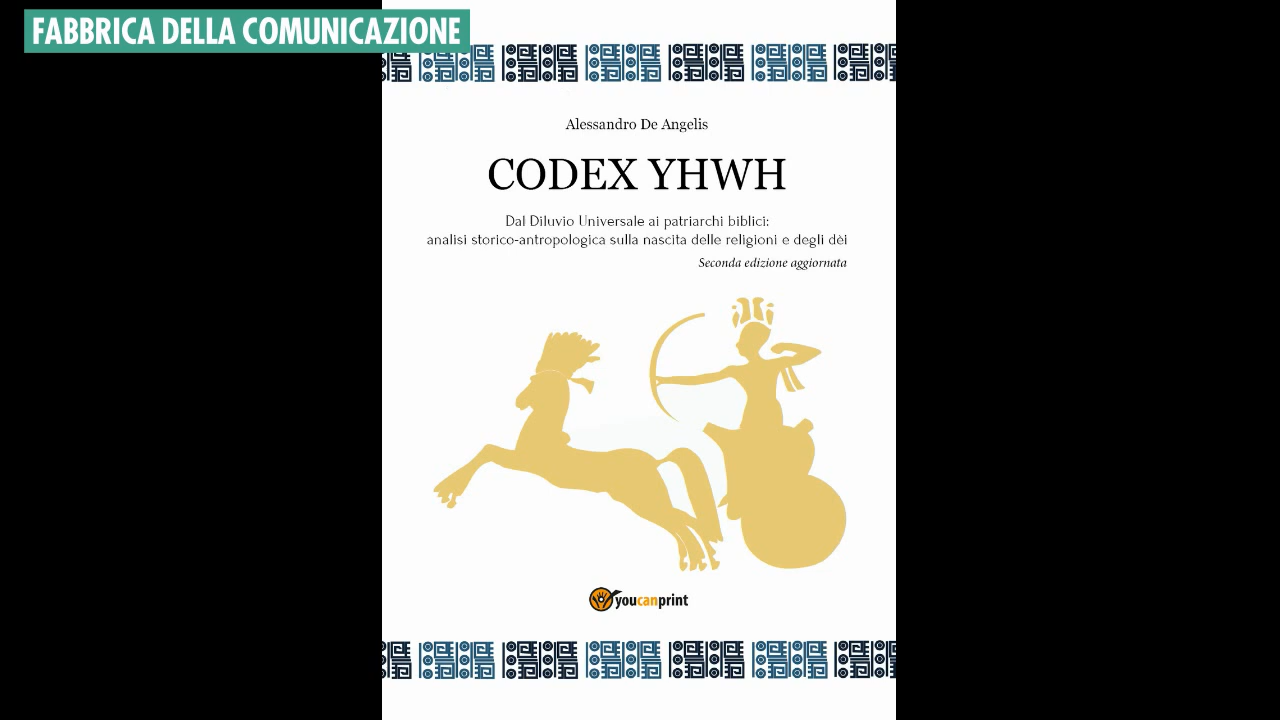 FABBRICA DELLA COMUNICAZIONE
Alessandro De Angelis
CODEX YHWH
Dal Diluvio Universale ai patriarchi biblici:
analisi storico-antropologica sulla nascita delle religioni e degli dèi
Seconda edizione aggiornata
youcanprint